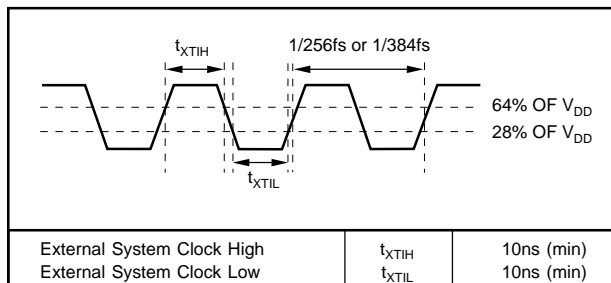 tXTIH
1/256fs or 1/384fs
64% OF VDD
28% OF VDD
tXTIL
External System Clock High tXTIH 10ns (min)
External System Clock Low tXTIL 10ns (min)